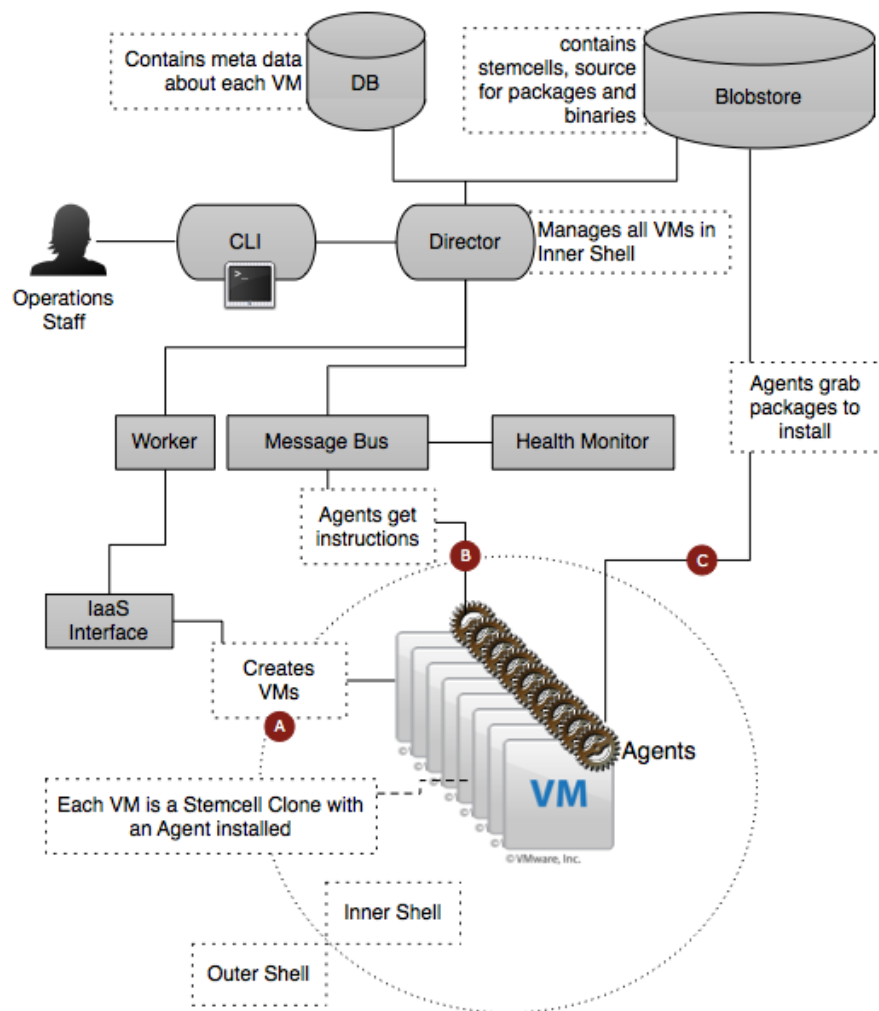 Contains meta data
about each VM
DB
contains
stemcells, source
for packages and
binaries
Blobstore
Operations
Staff
CLI
>_
Director
Manages all VMs in
Inner Shell
Agents grab
packages to
install
Worker
Message Bus
Health Monitor
Agents get
instructions
B
C
IaaS
Interface
Creates
VMs
A
Agents
Each VM is a Stemcell Clone with
an Agent installed
VM
©VMware, Inc.
Inner Shell
Outer Shell